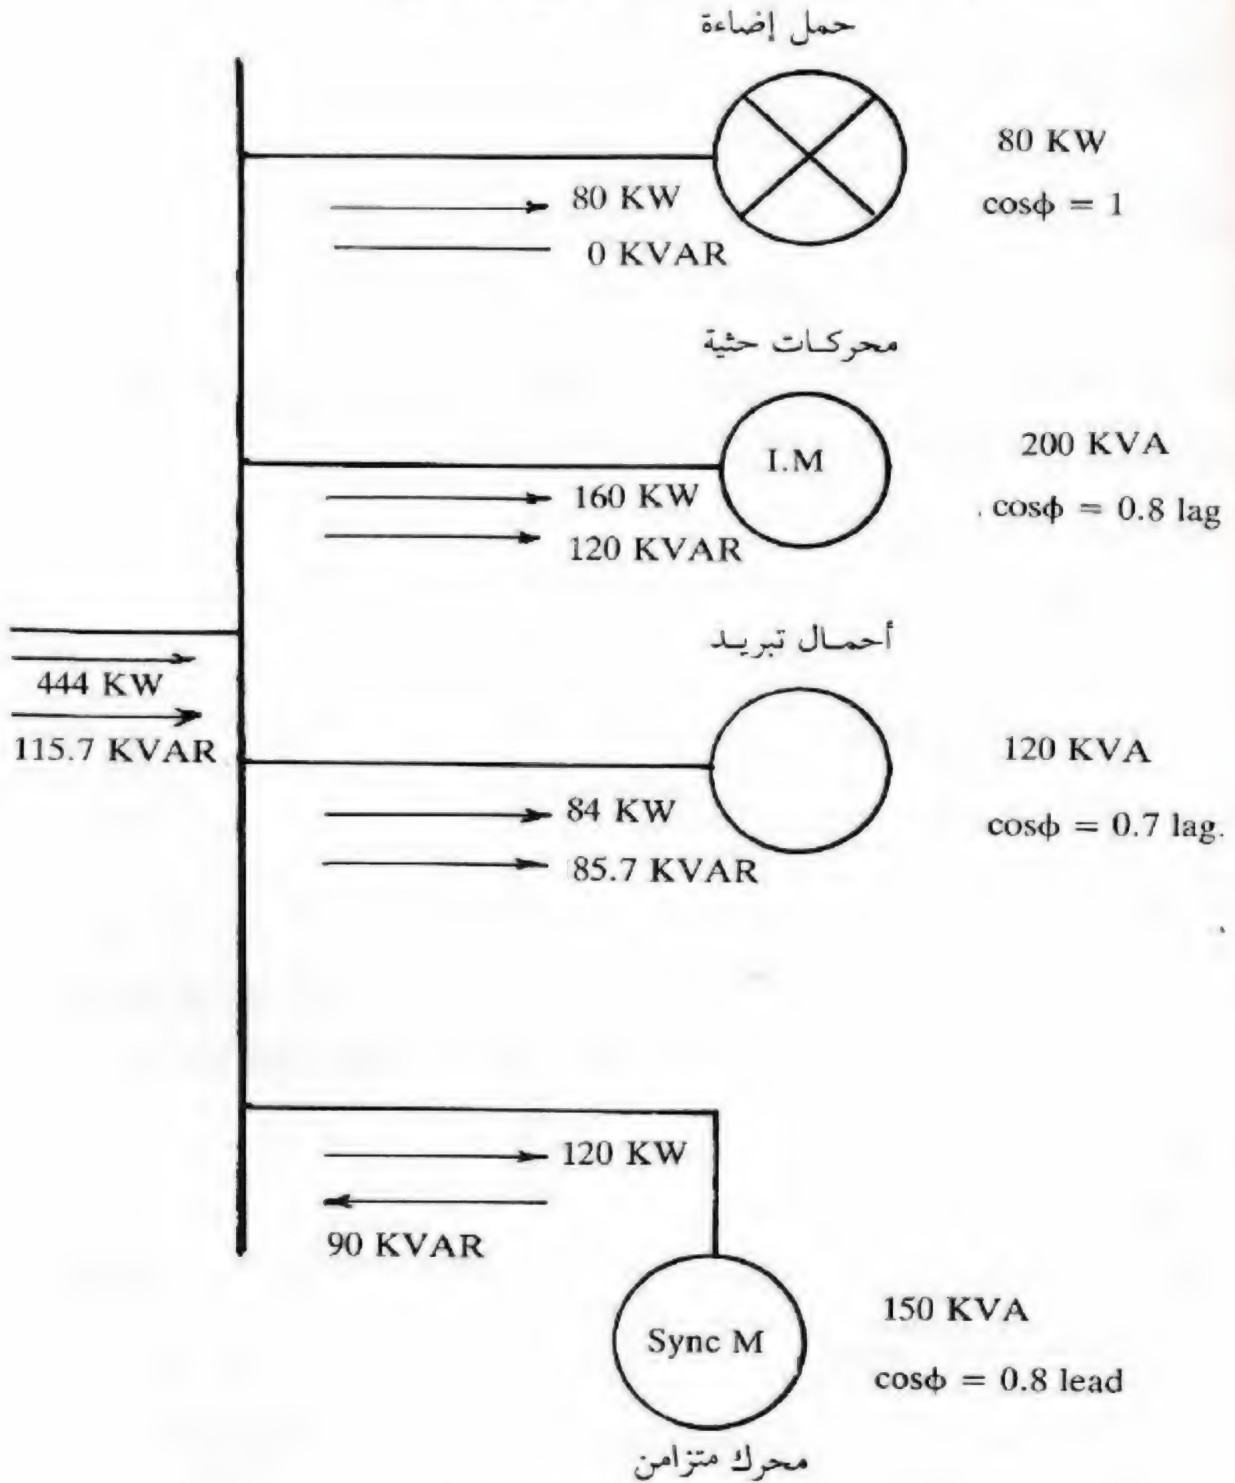 حمل إضاءة
80 KW
cosφ = 1
80 KW
0 KVAR
محركات حثية
I.M
200 KVA
cosφ = 0.8 lag
160 KW
120 KVAR
444 KW
115.7 KVAR
أحمال تبريد
120 KVA
cosφ = 0.7 lag.
84 KW
85.7 KVAR
120 KW
90 KVAR
Sync M
150 KVA
cosφ = 0.8 lead
محرك متزامن